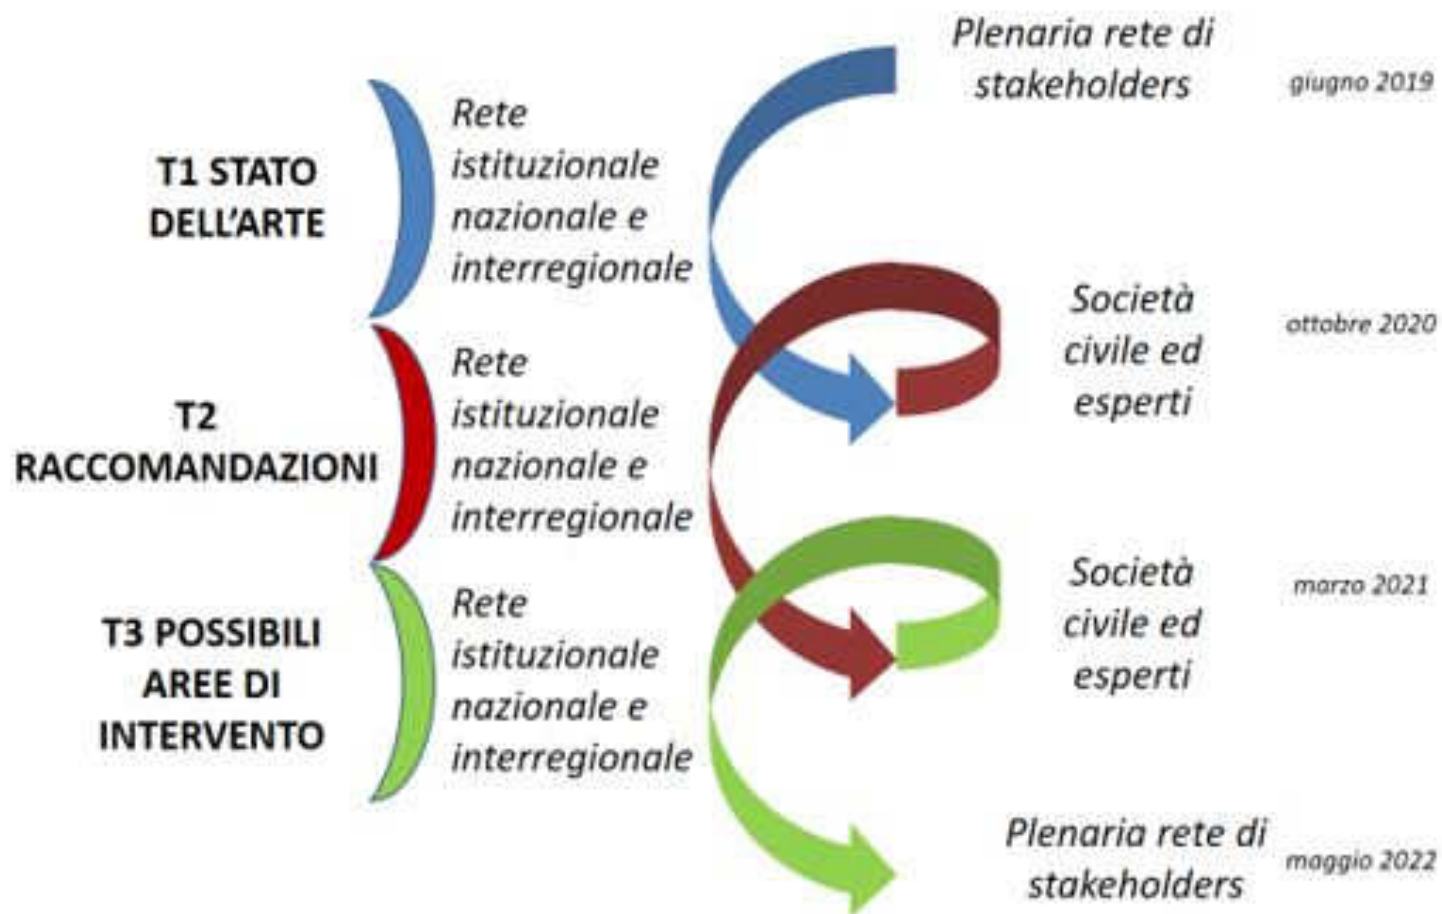 Plenaria rete di
stakeholders
giugno 2019
T1 STATO
DELL'ARTE
Rete
istituzionale
nazionale e
interregionale
Società
civile ed
esperti
ottobre 2020
T2
RACCOMANDAZIONI
Rete
istituzionale
nazionale e
interregionale
Società
civile ed
esperti
marzo 2021
T3 POSSIBILI
AREE DI
INTERVENTO
Rete
istituzionale
nazionale e
interregionale
Plenaria rete di
stakeholders
maggio 2022